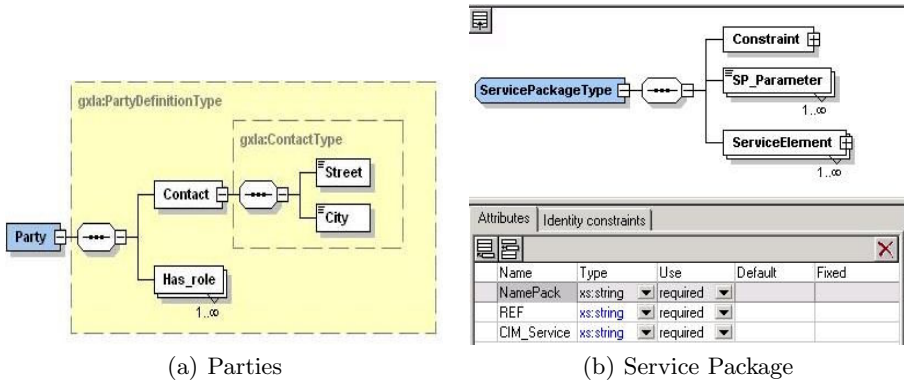 gxla:PartyDefinitionType
gxla:ContactType
Street
Contact
City
Party
Has_role
1..∞
(a) Parties
Constraint
ServicePackageType
SP_Parameter
1..∞
ServiceElement
1..∞
Attributes Identity constraints
Name Type Use Default Fixed
NamePack xs:string required
REF xs:string required
CIM_Service xs:string required
(b) Service Package